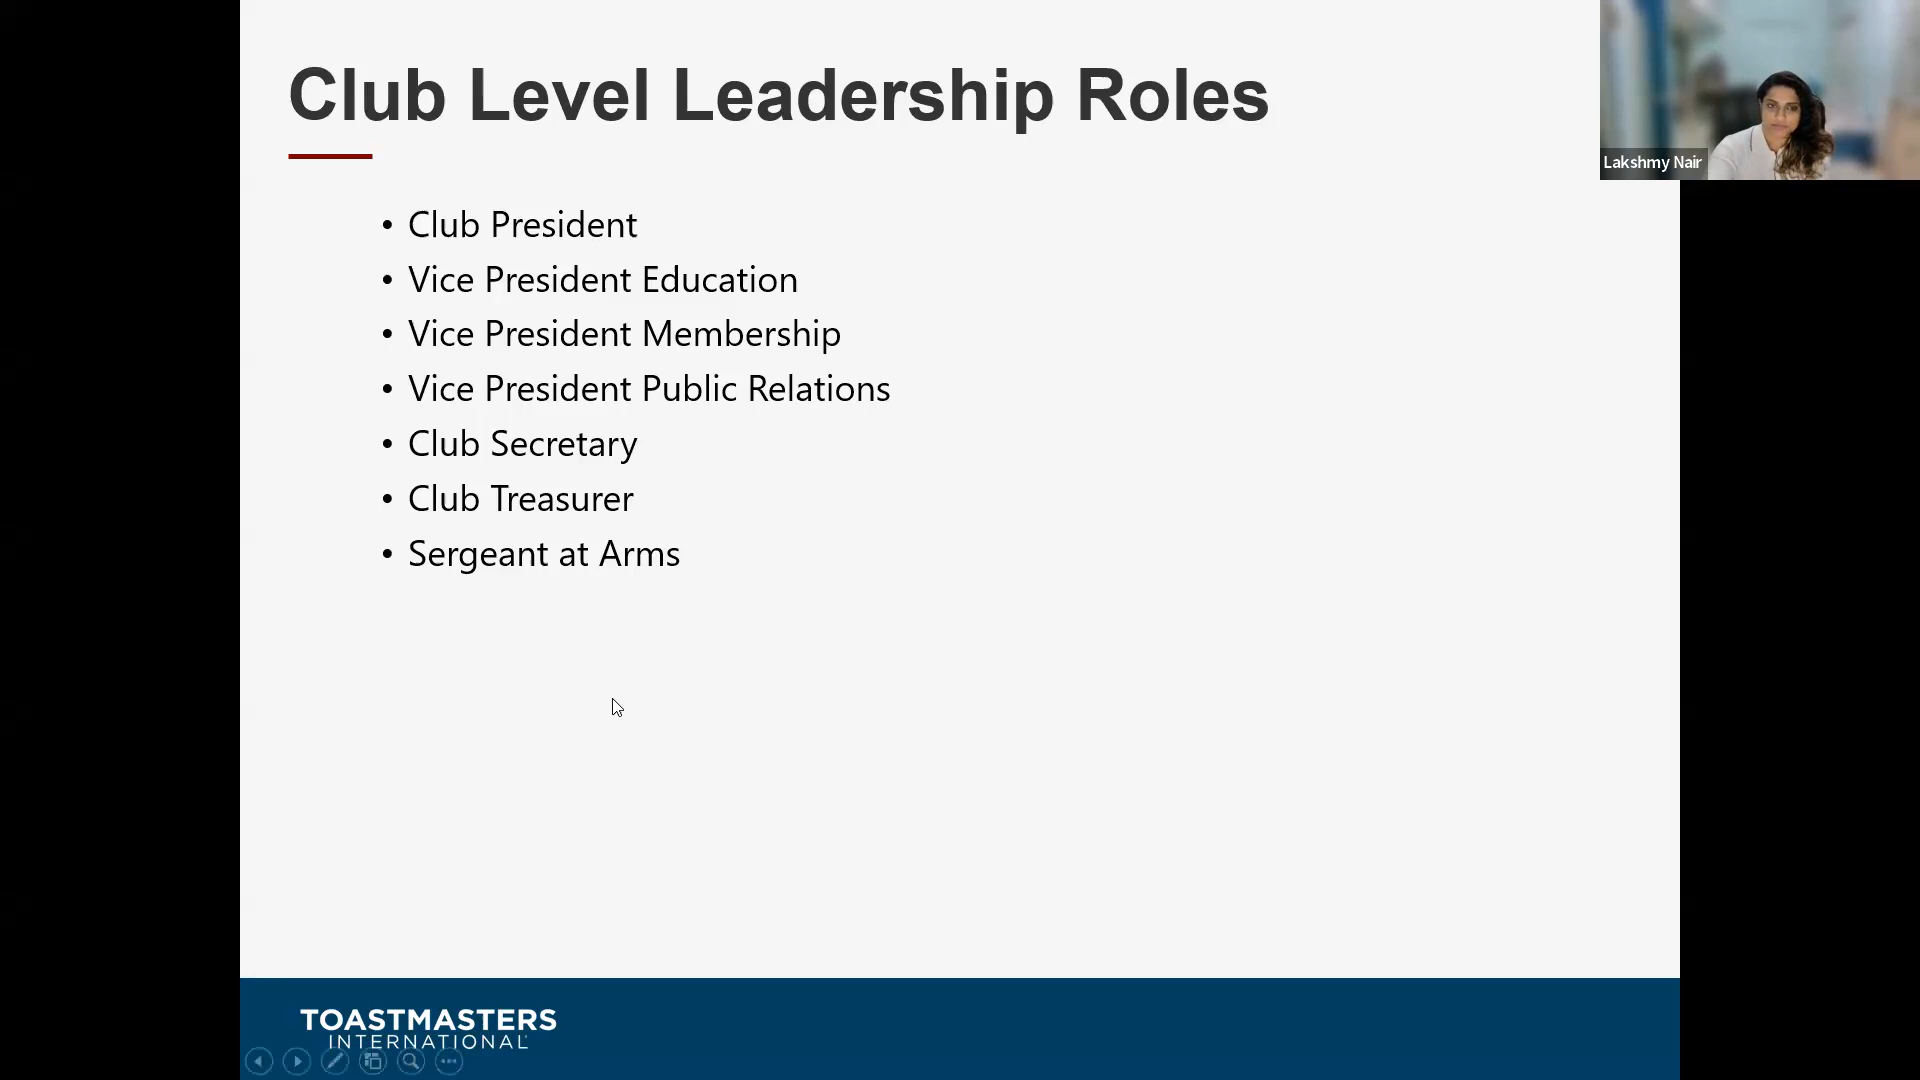 Club Level Leadership Roles
Lakshmy Nair
• Club President
• Vice President Education
• Vice President Membership
• Vice President Public Relations
• Club Secretary
• Club Treasurer
• Sergeant at Arms
TOASTMASTERS
INTERNATIONAL